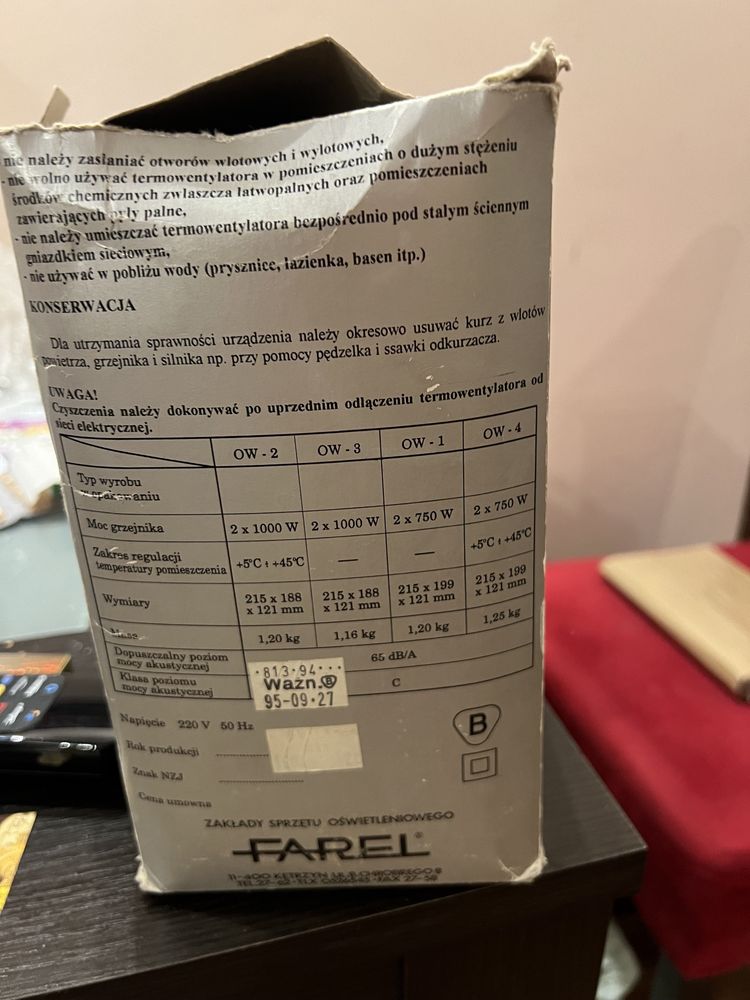 - nie należy zasłaniać otworów wlotowych i wylotowych,
- nie wolno używać termowentylatora w pomieszczeniach o dużym stężeniu
środków chemicznych zwłaszcza łatwopalnych oraz pomieszczeniach
zawierających pyły palne,
- nie należy umieszczać termowentylatora bezpośrednio pod stałym ściennym
gniazdkiem sieciowym,
- nie używać w pobliżu wody (prysznice, łazienka, basen itp.)
KONSERWACJA
Dla utrzymania sprawności urządzenia należy okresowo usuwać kurz z wlotów
powietrza, grzejnika i silnika np. przy pomocy pędzelka i ssawki odkurzacza.
UWAGA!
Czyszczenia należy dokonywać po uprzednim odłączeniu termowentylatora od
sieci elektrycznej.
OW - 2 OW - 3 OW - 1 OW - 4
Typ wyrobu
w opakowaniu
Moc grzejnika 2 x 1000 W 2 x 1000 W 2 x 750 W 2 x 750 W
Zakres regulacji
temperatury pomieszczenia +5°C ÷ +45°C — — +5°C ÷ +45°C
Wymiary 215 x 188 x 121 mm 215 x 188 x 121 mm 215 x 199 x 121 mm 215 x 199 x 121 mm
Masa 1,20 kg 1,16 kg 1,20 kg 1,25 kg
Dopuszczalny poziom
mocy akustycznej 65 dB/A
Klasa poziomu
mocy akustycznej C
813·94
Ważn. B
95-09·27
Napięcie 220 V 50 Hz
Rok produkcji
Znak NZJ
Cena umowna
B
ZAKŁADY SPRZĘTU OŚWIETLENIOWEGO
FAREL®
11-400 KĘTRZYN UL.B.CHROBREGO 8